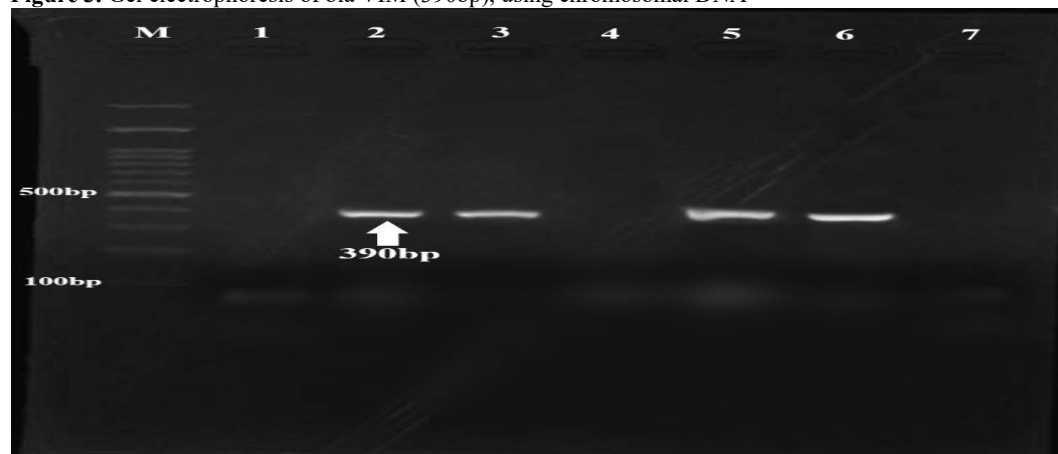 Figure Gel electrophoresis of bla VIM (390bp), using chromosomal DNA
M 1 2 3 4 5 6 7
500bp
390bp
100bp